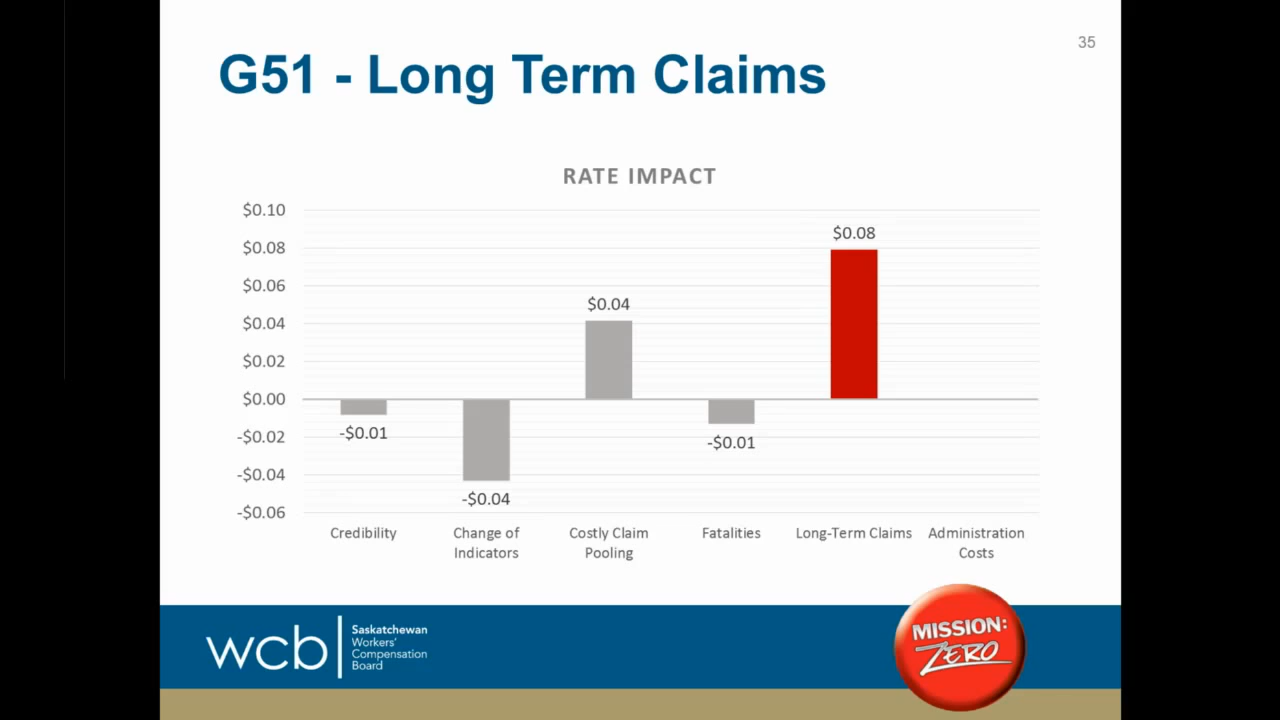 35
G51 - Long Term Claims
RATE IMPACT
$0.10
$0.08
$0.06
$0.04
$0.02
$0.00
-$0.02
-$0.04
-$0.06
-$0.01
-$0.04
$0.04
-$0.01
$0.08
Credibility
Change of
Indicators
Costly Claim
Pooling
Fatalities
Long-Term Claims
Administration
Costs
wcb
Saskatchewan
Workers'
Compensation
Board
MISSION:
ZERO